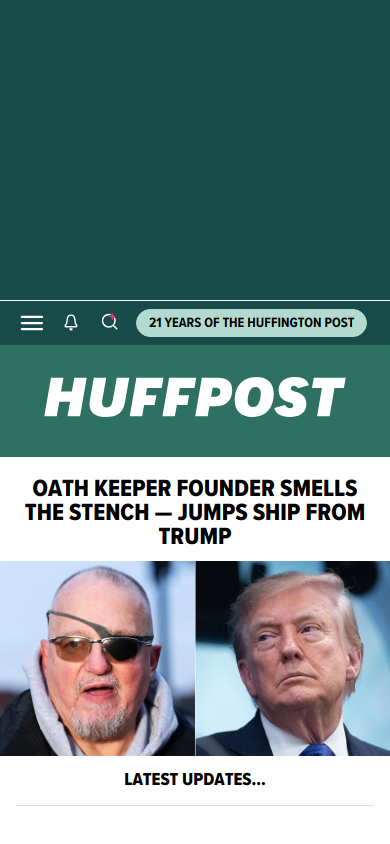 21 YEARS OF THE HUFFINGTON POST
HUFFPOST
OATH KEEPER FOUNDER SMELLS
THE STENCH — JUMPS SHIP FROM
TRUMP
LATEST UPDATES...